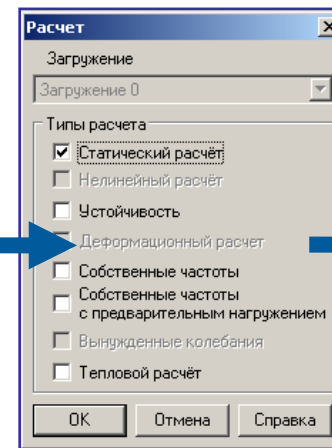 Расчет
Загружение
Загружение 0
Типы расчета
Статический расчёт
Нелинейный расчёт
Устойчивость
Деформационный расчет
Собственные частоты
Собственные частоты
с предварительным нагружением
Вынужденные колебания
Тепловой расчёт
OK Отмена Справка